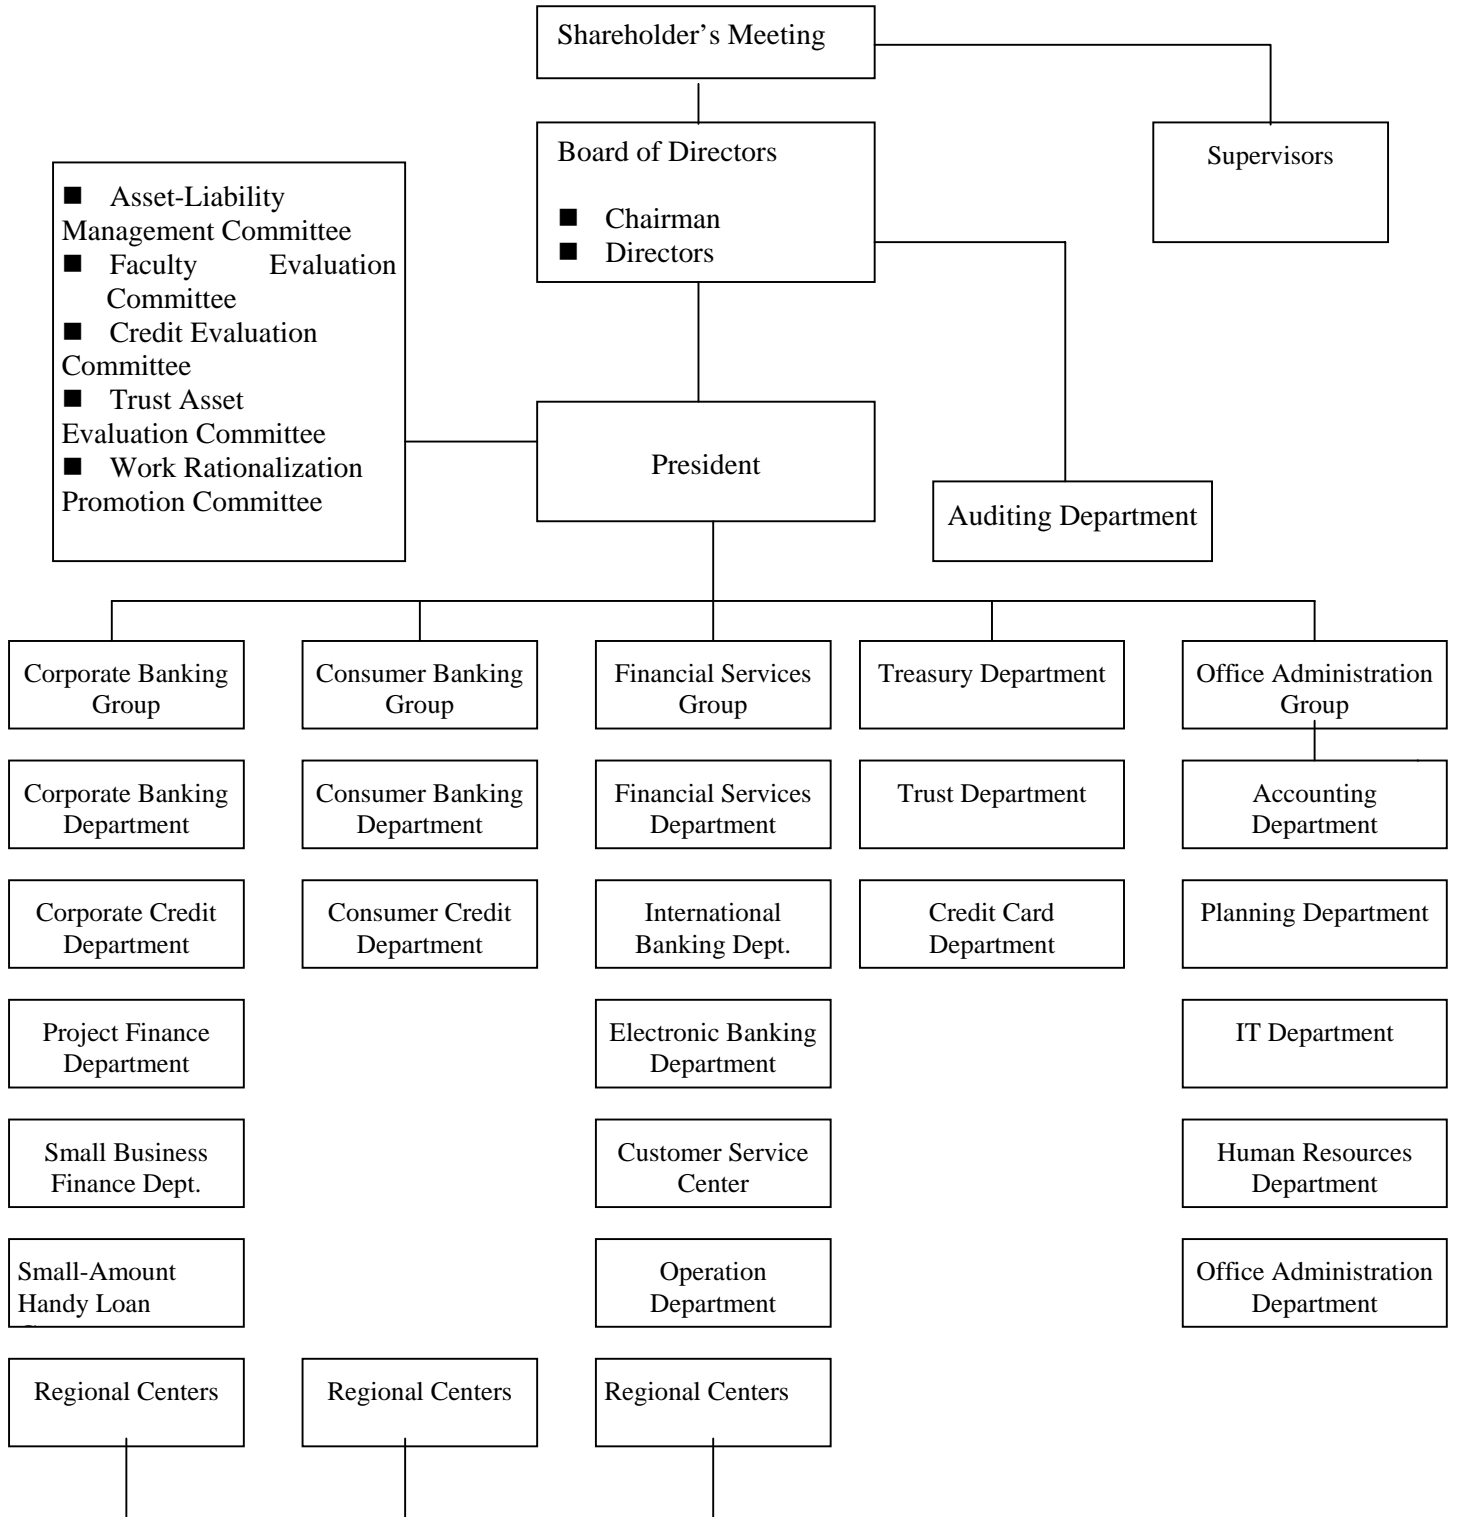 Shareholder’s Meeting
Board of Directors
■ Chairman
■ Directors
Supervisors
■ Asset-Liability
Management Committee
■ Faculty Evaluation
Committee
■ Credit Evaluation
Committee
■ Trust Asset
Evaluation Committee
■ Work Rationalization
Promotion Committee
President
Auditing Department
Corporate Banking
Group
Consumer Banking
Group
Financial Services
Group
Treasury Department
Office Administration
Group
Corporate Banking
Department
Consumer Banking
Department
Financial Services
Department
Trust Department
Accounting
Department
Corporate Credit
Department
Consumer Credit
Department
International
Banking Dept.
Credit Card
Department
Planning Department
Project Finance
Department
Electronic Banking
Department
IT Department
Small Business
Finance Dept.
Customer Service
Center
Human Resources
Department
Small-Amount
Handy Loan
Operation
Department
Office Administration
Department
Regional Centers
Regional Centers
Regional Centers